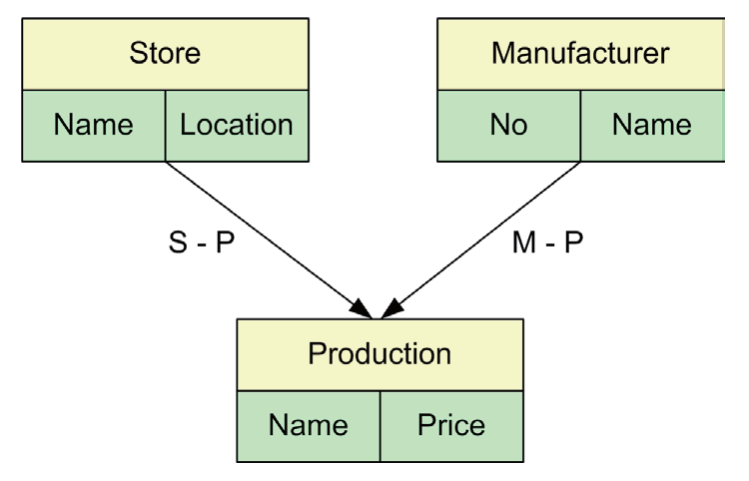 Store
Manufacturer
Name
Location
No
Name
S - P
M - P
Production
Name
Price